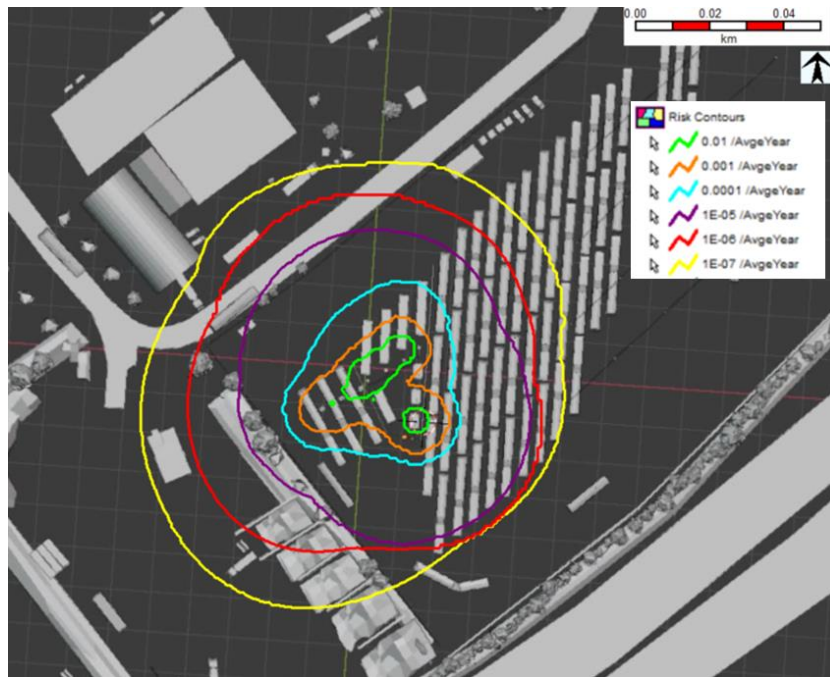 0.00 0.02 0.04
km
Risk Contours
0.01 /AvgeYear
0.001 /AvgeYear
0.0001 /AvgeYear
1E-05 /AvgeYear
1E-06 /AvgeYear
1E-07 /AvgeYear